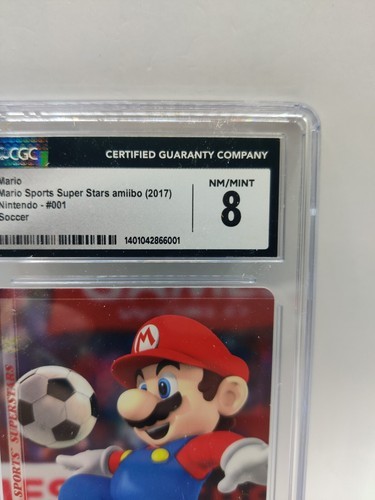 CGC
CERTIFIED GUARANTY COMPANY
Mario
Mario Sports Super Stars amiibo (2017)
Nintendo - #001
Soccer
NM/MINT
8
1401042866001
M
SPORTS SUPERSTARS